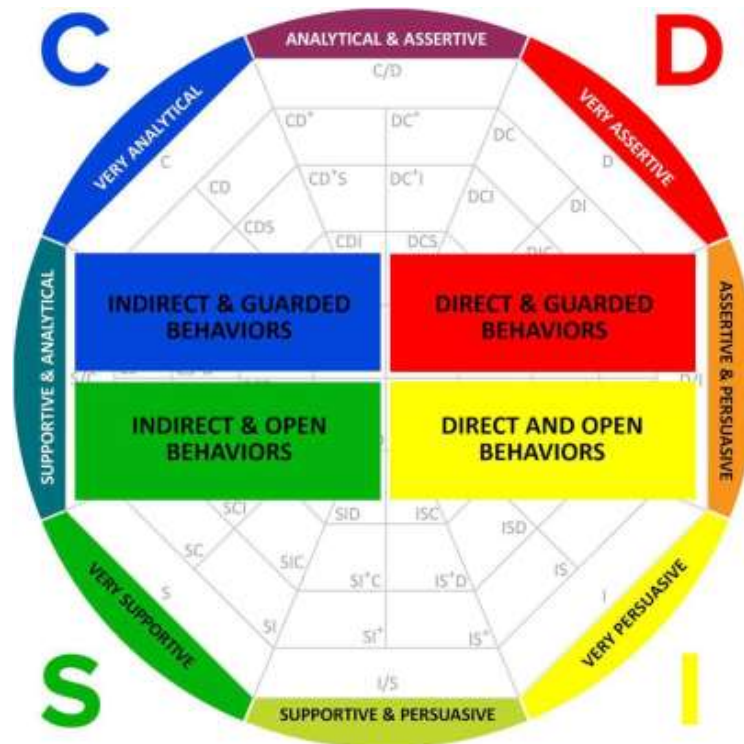 C
D
ANALYTICAL & ASSERTIVE
VERY ANALYTICAL
VERY ASSERTIVE
C/D
CD⁺
DC⁺
DC
C
D
CD
CD⁺S
DC⁺I
DCI
DI
CDS
CDI
DCS
INDIRECT & GUARDED
BEHAVIORS
DIRECT & GUARDED
BEHAVIORS
SUPPORTIVE & ANALYTICAL
ASSERTIVE & PERSUASIVE
INDIRECT & OPEN
BEHAVIORS
DIRECT AND OPEN
BEHAVIORS
SCI
SID
ISC
ISD
SC
SIC
SI⁺C
IS⁺D
IS
S
I
SI
SI⁺
IS⁺
VERY SUPPORTIVE
VERY PERSUASIVE
I/S
SUPPORTIVE & PERSUASIVE
S
I